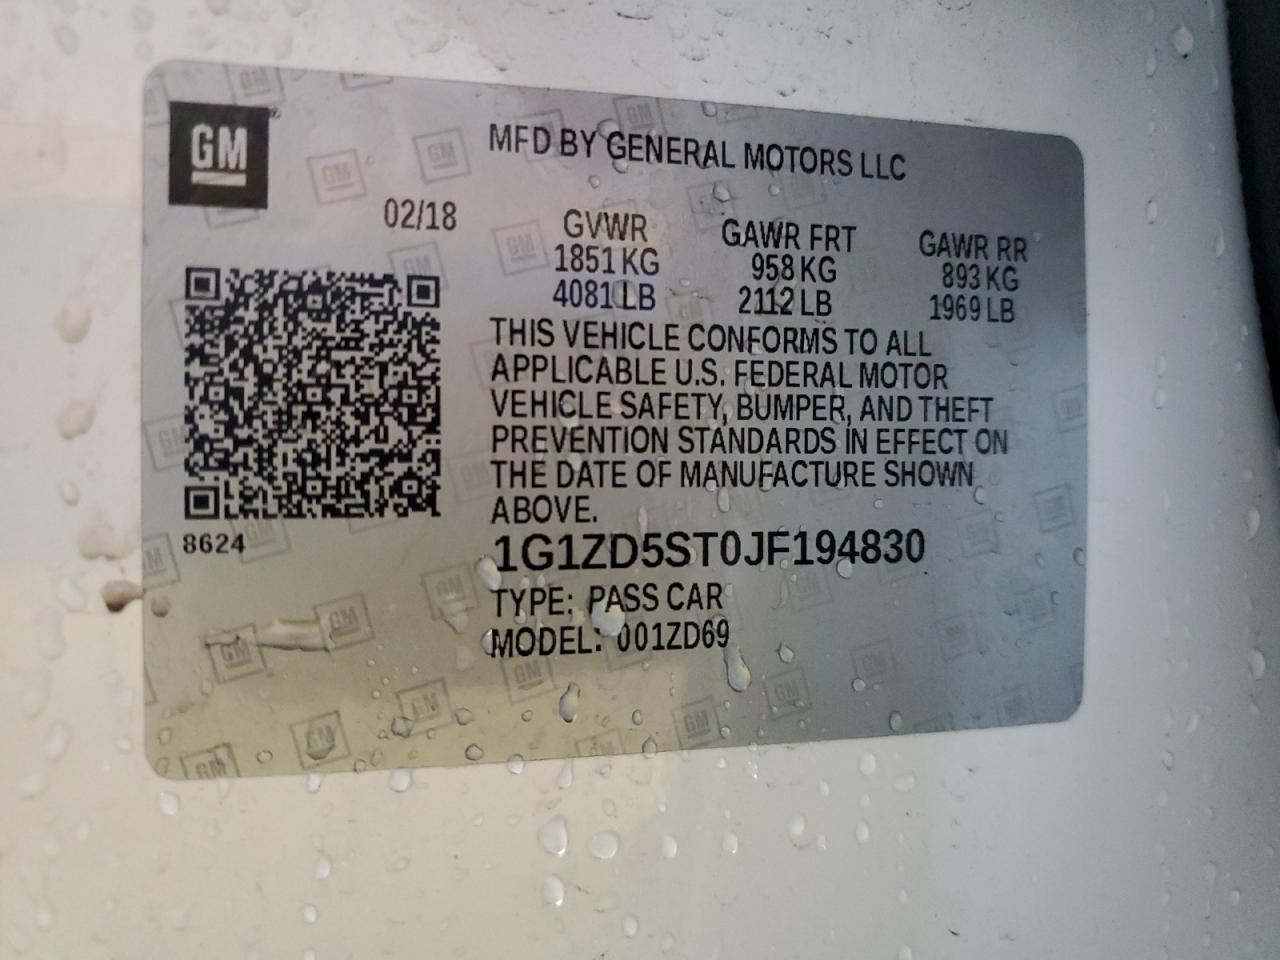 GM
MFD BY GENERAL MOTORS LLC
02/18
GVWR GAWR FRT GAWR RR
1851 KG 958 KG 893 KG
4081 LB 2112 LB 1969 LB
THIS VEHICLE CONFORMS TO ALL
APPLICABLE U.S. FEDERAL MOTOR
VEHICLE SAFETY, BUMPER, AND THEFT
PREVENTION STANDARDS IN EFFECT ON
THE DATE OF MANUFACTURE SHOWN
ABOVE.
8624
1G1ZD5ST0JF194830
TYPE: PASS CAR
MODEL: 001ZD69